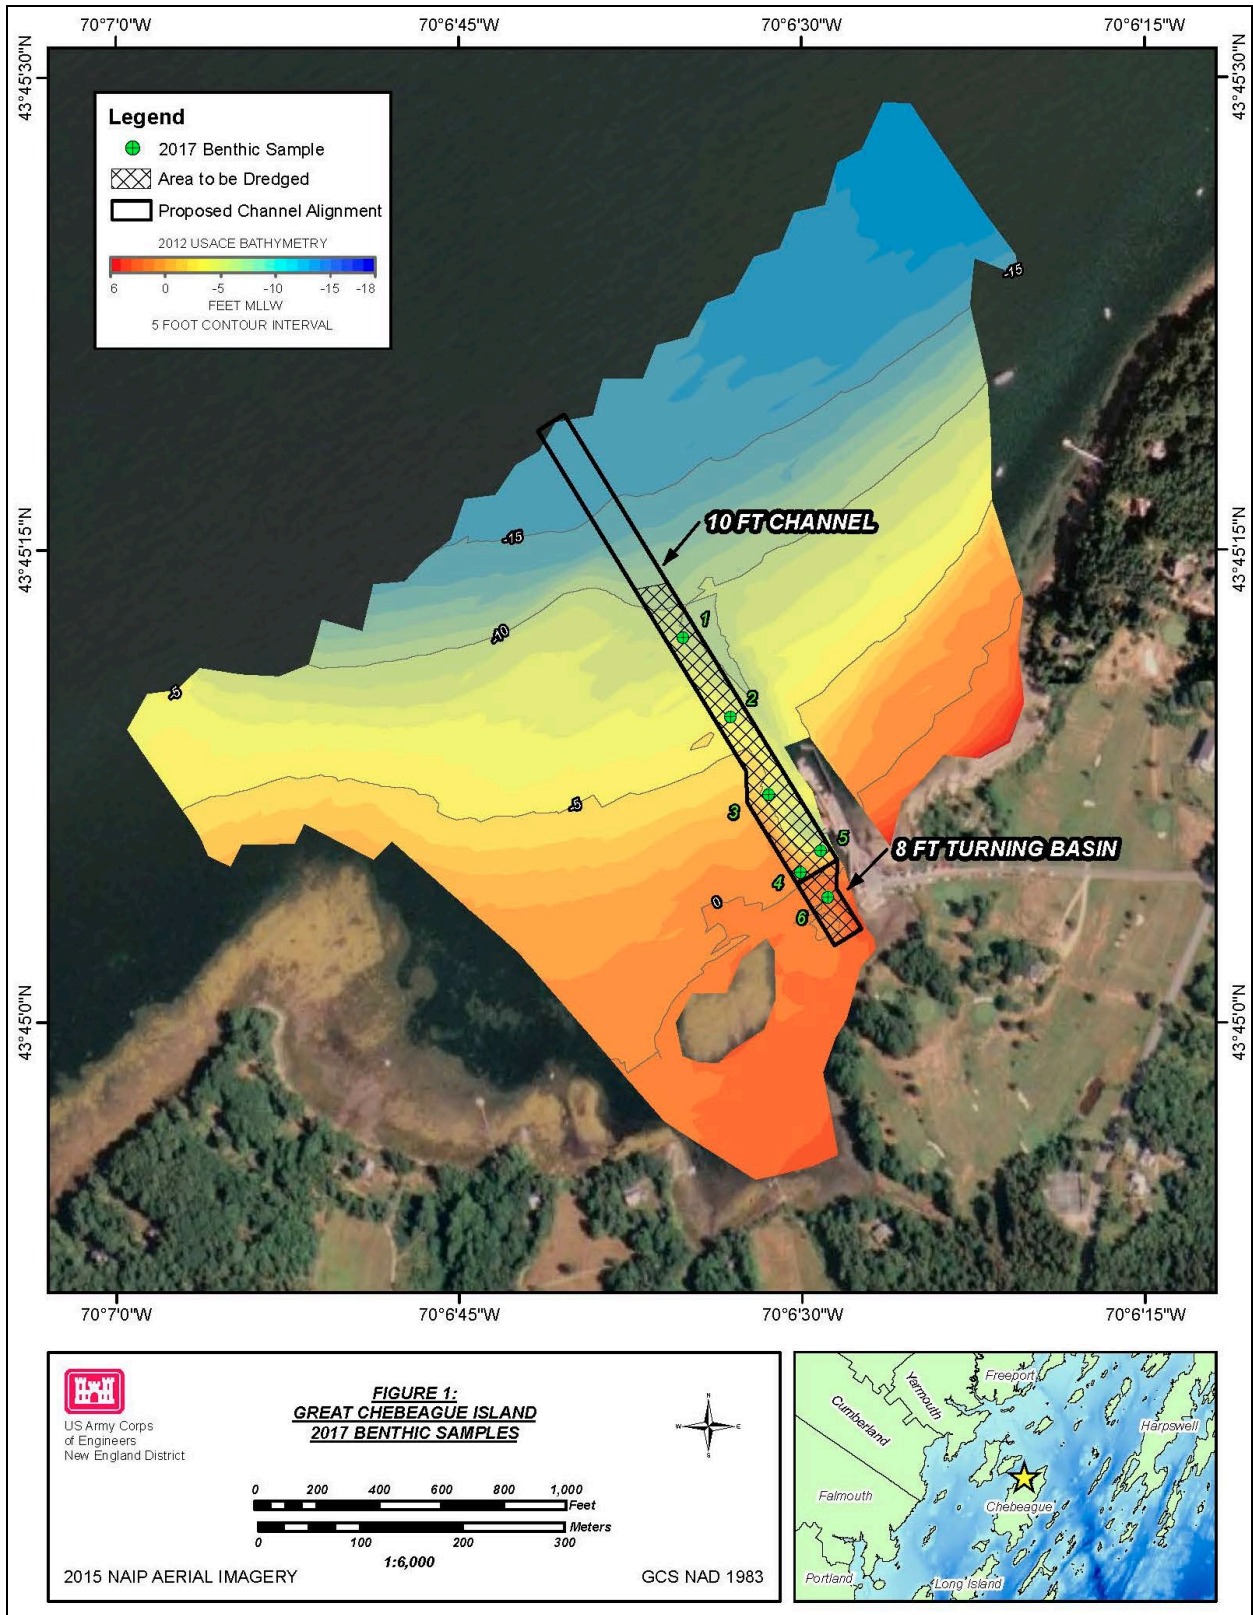 70°7'0"W 70°6'45"W 70°6'30"W 70°6'15"W
43°45'30"N
43°45'30"N
Legend
2017 Benthic Sample
Area to be Dredged
Proposed Channel Alignment
2012 USACE BATHYMETRY
6 0 -5 -10 -15 -18
FEET MLLW
5 FOOT CONTOUR INTERVAL
-15
10 FT CHANNEL
-15
43°45'15"N
43°45'15"N
1
-10
2
-5
-5
3
5
8 FT TURNING BASIN
4
0
6
43°45'0"N
43°45'0"N
70°7'0"W 70°6'45"W 70°6'30"W 70°6'15"W
US Army Corps
of Engineers
New England District
FIGURE 1:
GREAT CHEBEAGUE ISLAND
2017 BENTHIC SAMPLES
N
W E
S
0 200 400 600 800 1,000
Feet
Meters
0 100 200 300
1:6,000
2015 NAIP AERIAL IMAGERY
GCS NAD 1983
Freeport
Yarmouth
Cumberland
Harpswell
Falmouth
Chebeague
Portland
Long Island